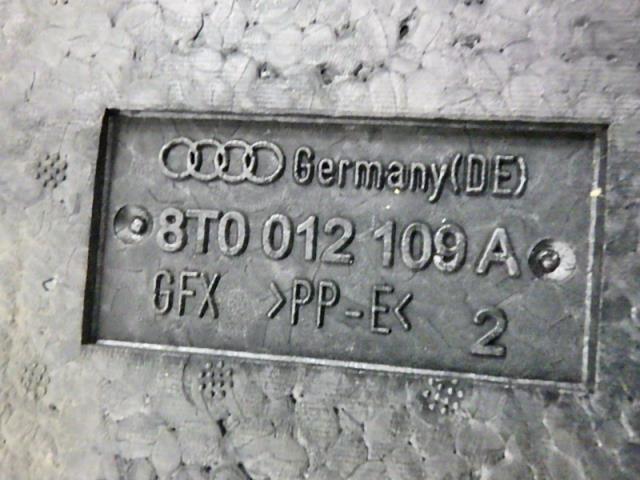 Germany(DE)
8T0 012 109 A
GFX >PP-E<
2